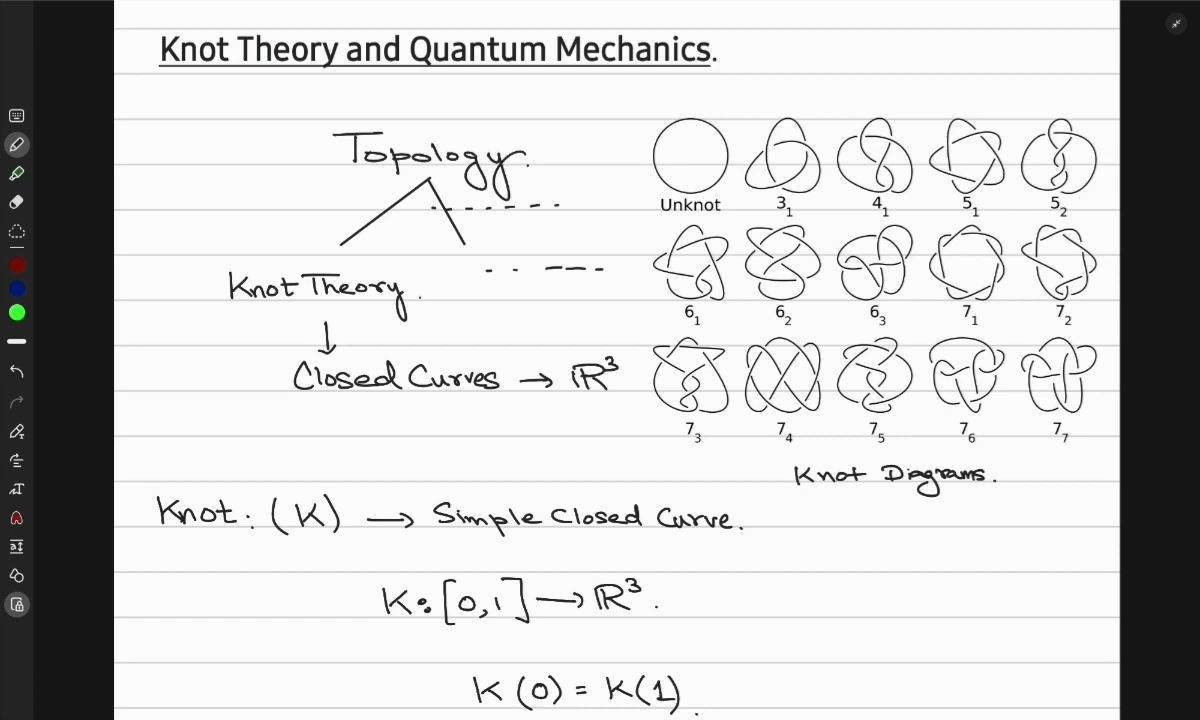 Knot Theory and Quantum Mechanics.
Topology.
Knot Theory.
↓
Closed Curves → ℝ³
Unknot 3₁ 4₁ 5₁ 5₂
6₁ 6₂ 6₃ 7₁ 7₂
7₃ 7₄ 7₅ 7₆ 7₇
Knot Diagrams.
Knot: (K) → Simple Closed Curve.
K: [0,1] → ℝ³.
K(0) = K(1).